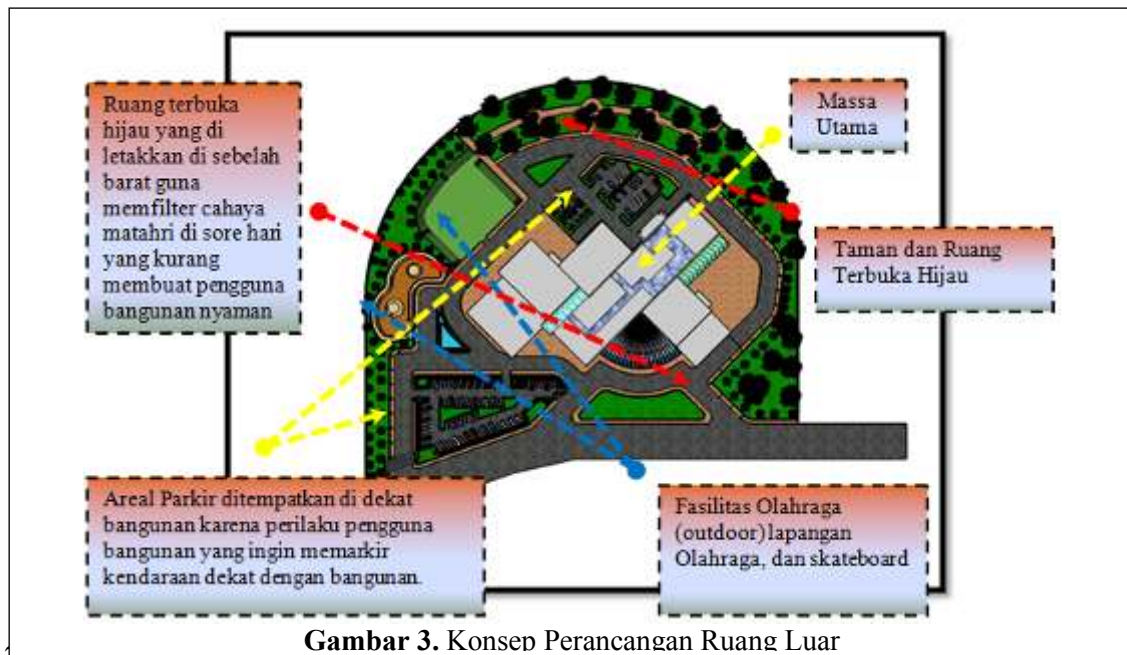 Ruang terbuka
hijau yang di
letakkan di sebelah
barat guna
memfilter cahaya
matahri di sore hari
yang kurang
membuat pengguna
bangunan nyaman
Massa
Utama
Taman dan Ruang
Terbuka Hijau
Areal Parkir ditempatkan di dekat
bangunan karena perilaku pengguna
bangunan yang ingin memarkir
kendaraan dekat dengan bangunan.
Fasilitas Olahraga
(outdoor) lapangan
Olahraga, dan skateboard
Gambar 3. Konsep Perancangan Ruang Luar